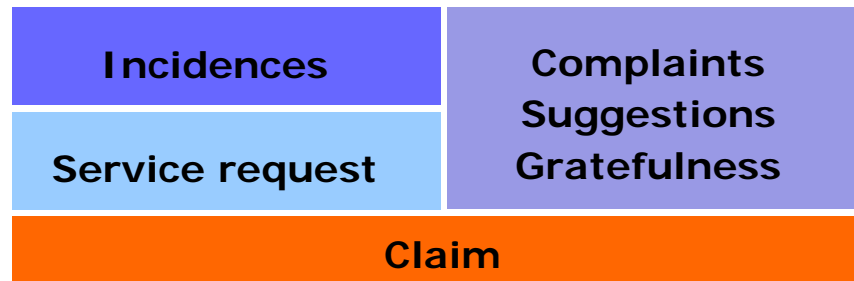 Incidences
Service request
Complaints
Suggestions
Gratefulness
Claim